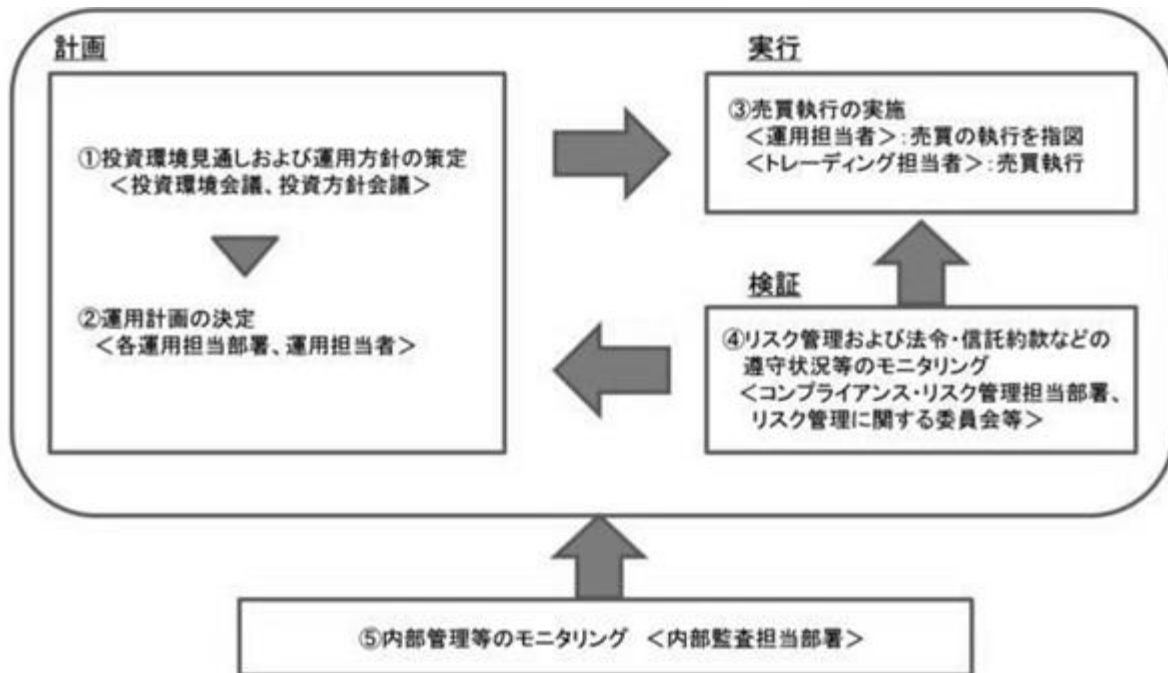 計画
①投資環境見通しおよび運用方針の策定
＜投資環境会議、投資方針会議＞
②運用計画の決定
＜各運用担当部署、運用担当者＞
実行
③売買執行の実施
＜運用担当者＞：売買の執行を指図
＜トレーディング担当者＞：売買執行
検証
④リスク管理および法令・信託約款などの
遵守状況等のモニタリング
＜コンプライアンス・リスク管理担当部署、
リスク管理に関する委員会等＞
⑤内部管理等のモニタリング　＜内部監査担当部署＞